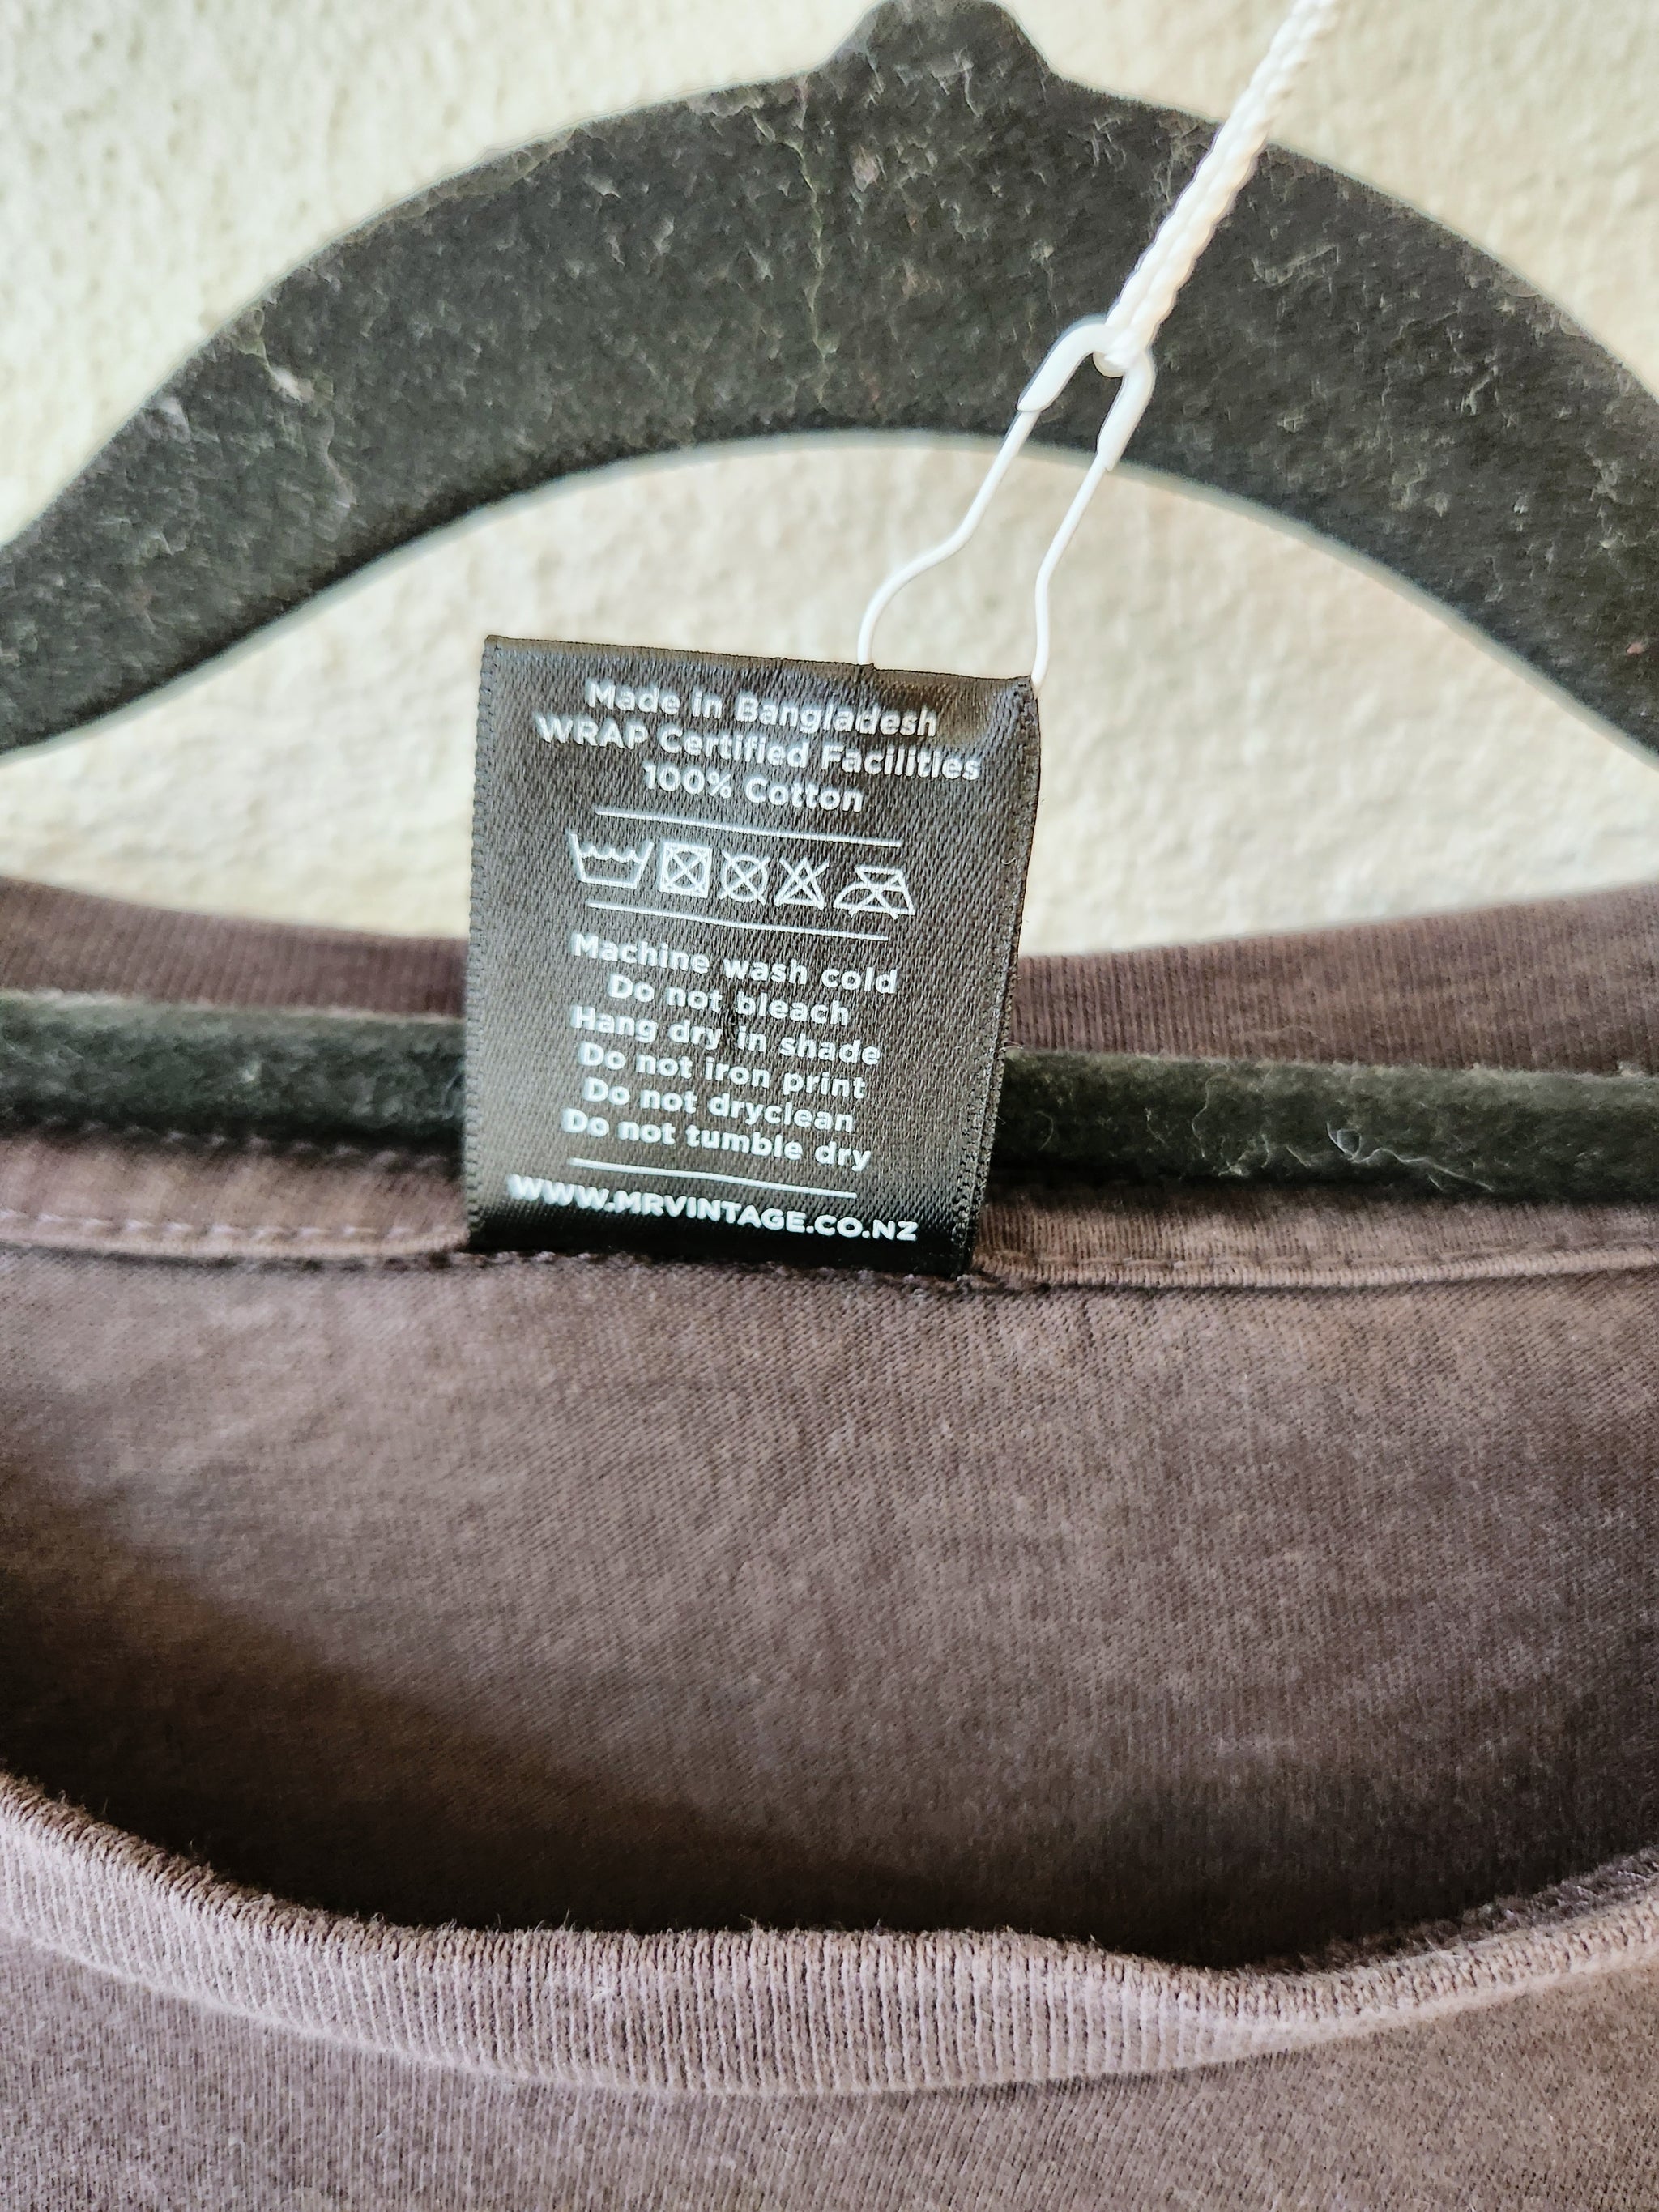 Made in Bangladesh
WRAP Certified Facilities
100% Cotton
Machine wash cold
Do not bleach
Hang dry in shade
Do not iron print
Do not dryclean
Do not tumble dry
WWW.MRVINTAGE.CO.NZ